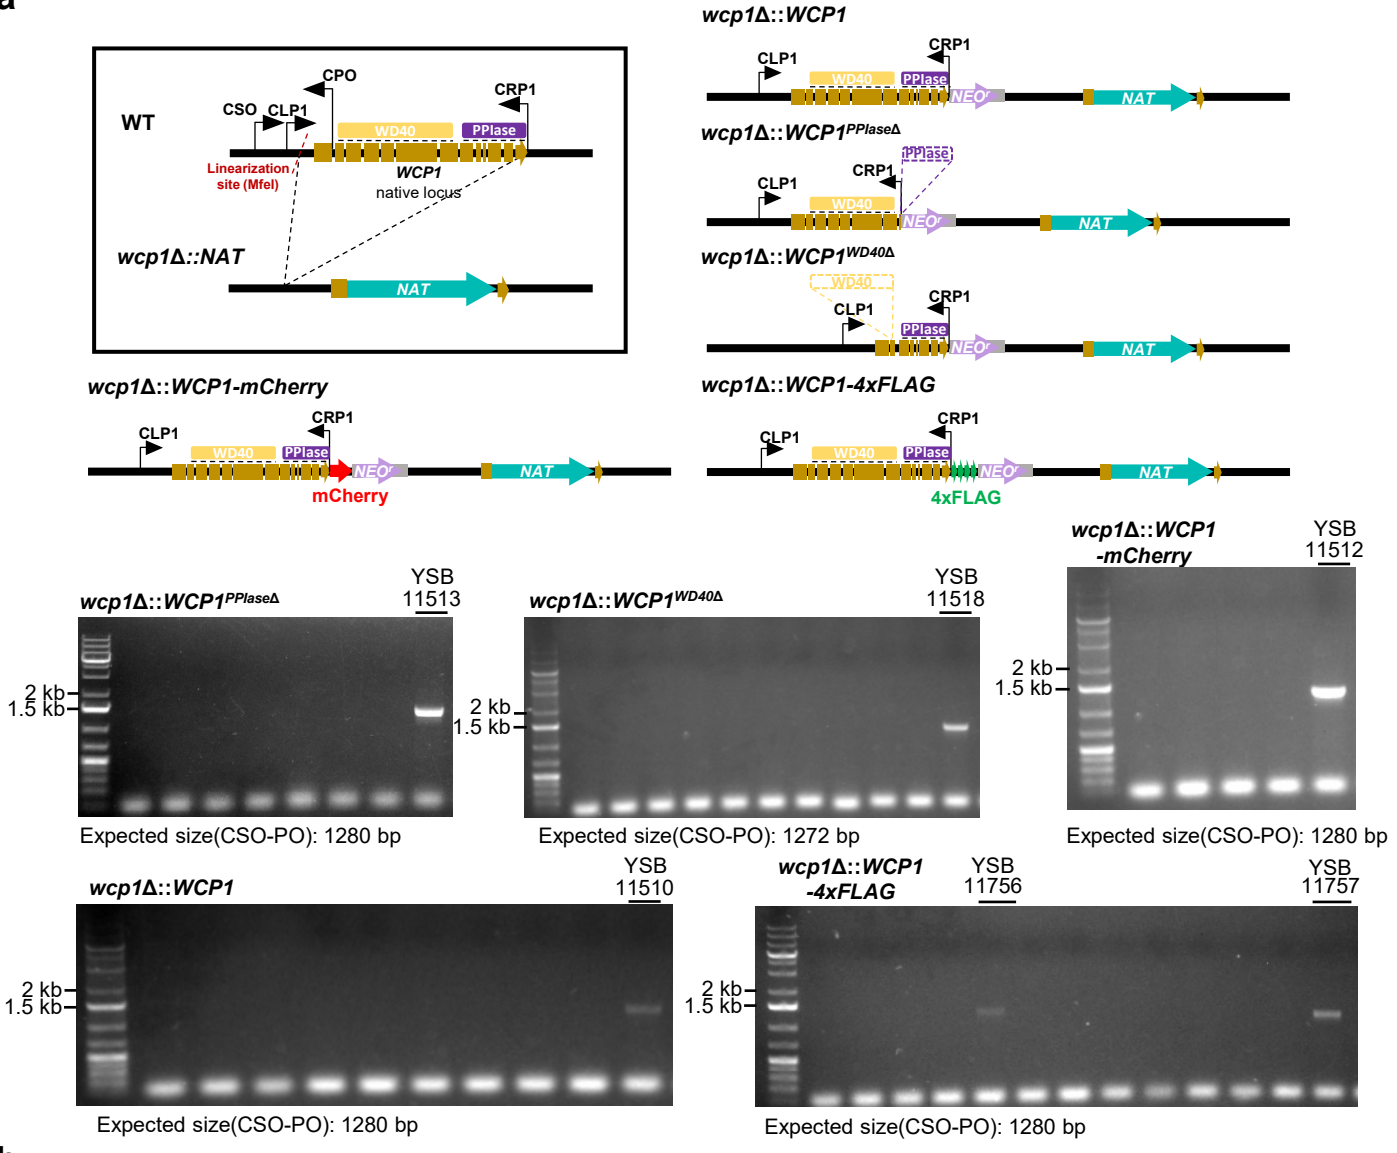 WT
CSO
CLP1
CPO
CRP1
WD40
PPIase
Linearization
site (MfeI)
WCP1
native locus
wcp1Δ::NAT
NAT
wcp1Δ::WCP1
CLP1
CRP1
WD40
PPIase
NEOr
NAT
wcp1Δ::WCP1PPIaseΔ
PPIase
CLP1
CRP1
WD40
NEOr
NAT
wcp1Δ::WCP1WD40Δ
WD40
CLP1
CRP1
PPIase
NEOr
NAT
wcp1Δ::WCP1-mCherry
CLP1
CRP1
WD40
PPIase
NEOr
NAT
mCherry
wcp1Δ::WCP1-4xFLAG
CLP1
CRP1
WD40
PPIase
NEOr
NAT
4xFLAG
wcp1Δ::WCP1PPIaseΔ
YSB
11513
2 kb
1.5 kb
Expected size(CSO-PO): 1280 bp
wcp1Δ::WCP1WD40Δ
YSB
11518
2 kb
1.5 kb
Expected size(CSO-PO): 1272 bp
wcp1Δ::WCP1
-mCherry
YSB
11512
2 kb
1.5 kb
Expected size(CSO-PO): 1280 bp
wcp1Δ::WCP1
YSB
11510
2 kb
1.5 kb
Expected size(CSO-PO): 1280 bp
wcp1Δ::WCP1
-4xFLAG
YSB
11756
YSB
11757
2 kb
1.5 kb
Expected size(CSO-PO): 1280 bp